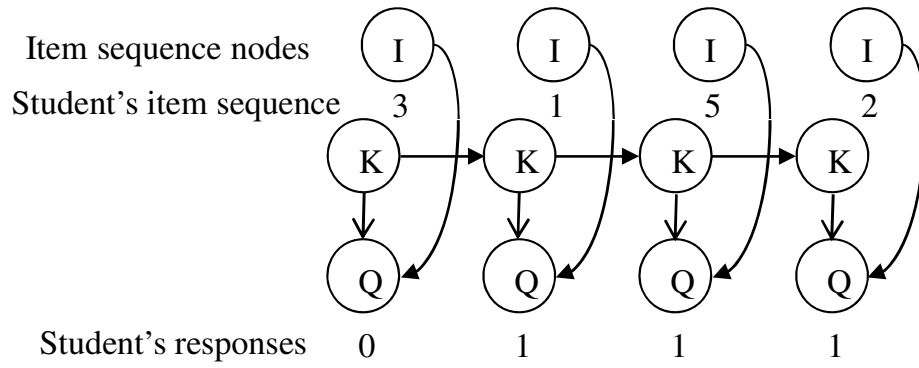 Item sequence nodes I I I I
Student's item sequence 3 1 5 2
K K K K
Q Q Q Q
Student's responses 0 1 1 1